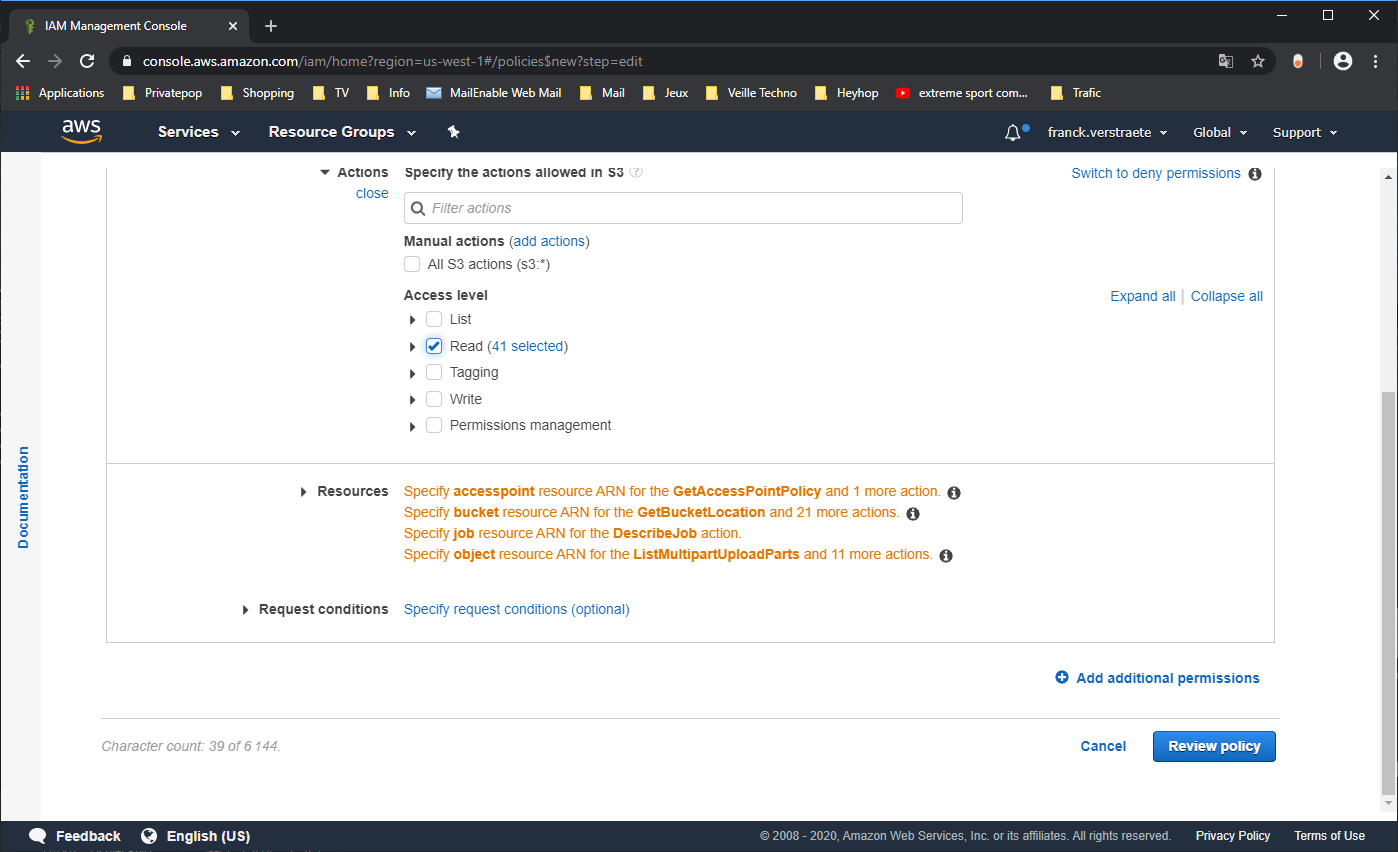 IAM Management Console
console.aws.amazon.com/iam/home?region=us-west-1#/policies$new?step=edit
Applications Privatepop Shopping TV Info MailEnable Web Mail Mail Jeux Veille Techno Heyhop extreme sport com... Trafic
aws Services Resource Groups franck.verstraete Global Support
Actions Specify the actions allowed in S3 Switch to deny permissions
close
Filter actions
Manual actions (add actions)
All S3 actions (s3:*)
Access level Expand all | Collapse all
List
Read (41 selected)
Tagging
Write
Permissions management
Documentation
Resources Specify accesspoint resource ARN for the GetAccessPointPolicy and 1 more action.
Specify bucket resource ARN for the GetBucketLocation and 21 more actions.
Specify job resource ARN for the DescribeJob action.
Specify object resource ARN for the ListMultipartUploadParts and 11 more actions.
Request conditions Specify request conditions (optional)
Add additional permissions
Character count: 39 of 6 144.
Cancel Review policy
Feedback English (US) © 2008 - 2020, Amazon Web Services, Inc. or its affiliates. All rights reserved. Privacy Policy Terms of Use